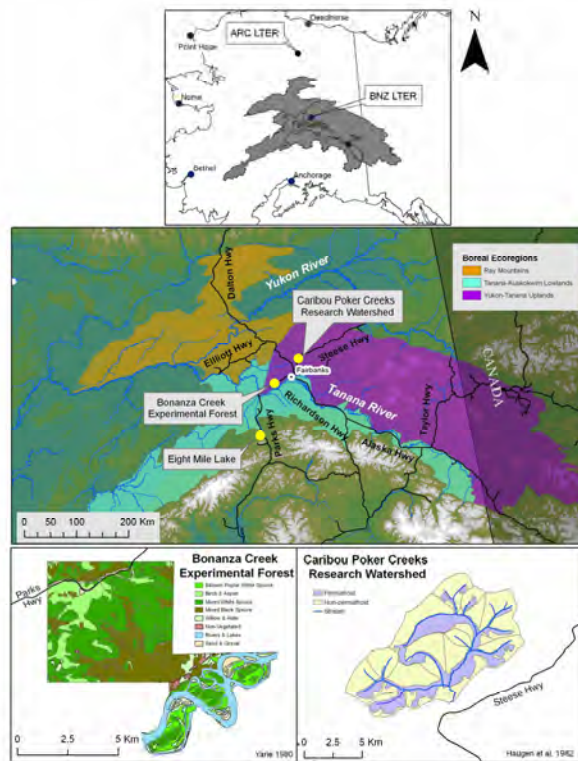 N
Deadhorse
ARC LTER
Point Hope
Nome
BNZ LTER
Bethel
Anchorage
Boreal Ecoregions
Ray Mountains
Tanana-Kuskokwim Lowlands
Yukon-Tanana Uplands
Dalton Hwy
Yukon River
Caribou Poker Creeks
Research Watershed
Elliott Hwy
Steese Hwy
Fairbanks
CANADA
Bonanza Creek
Experimental Forest
Tanana River
Richardson Hwy
Taylor Hwy
Parks Hwy
Alaska Hwy
Eight Mile Lake
0 50 100 200 Km
Bonanza Creek
Experimental Forest
Parks
Hwy
Balsam Poplar White Spruce
Birch & Aspen
Mixed White Spruce
Mixed Black Spruce
Willow & Alder
Non-Vegetated
Rivers & Lakes
Sand & Gravel
0 2.5 5 Km
Yarie 1980
Caribou Poker Creeks
Research Watershed
Permafrost
Non-permafrost
Stream
Steese Hwy
0 2.5 5 Km
Haugen et al. 1982